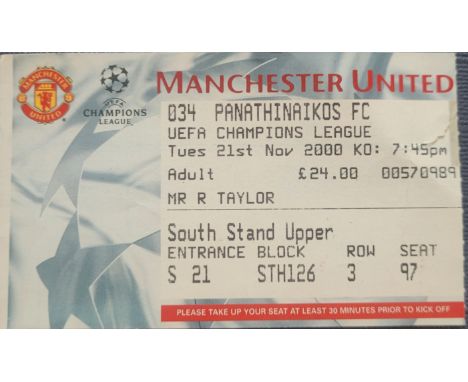 MANCHESTER UNITED
UEFA
CHAMPIONS
LEAGUE
034 PANATHINAIKOS FC
UEFA CHAMPIONS LEAGUE
Tues 21st Nov 2000 KO: 7:45pm
Adult £24.00 00570989
MR R TAYLOR
South Stand Upper
ENTRANCE BLOCK ROW SEAT
S 21 STH126 3 97
PLEASE TAKE UP YOUR SEAT AT LEAST 30 MINUTES PRIOR TO KICK OFF